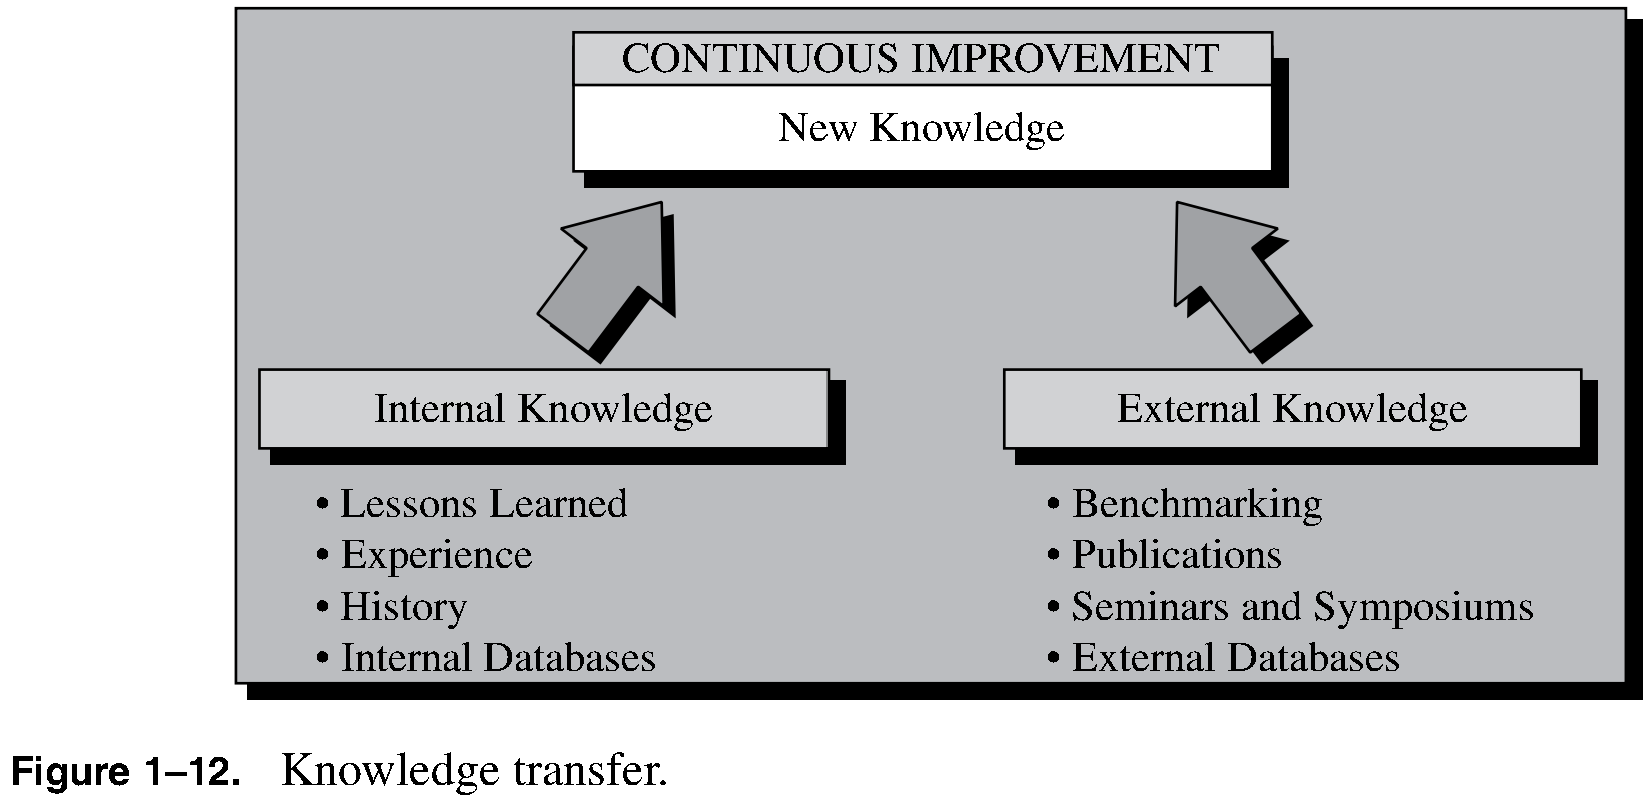 CONTINUOUS IMPROVEMENT
New Knowledge
Internal Knowledge
• Lessons Learned
• Experience
• History
• Internal Databases
External Knowledge
• Benchmarking
• Publications
• Seminars and Symposiums
• External Databases
Figure 1–12. Knowledge transfer.